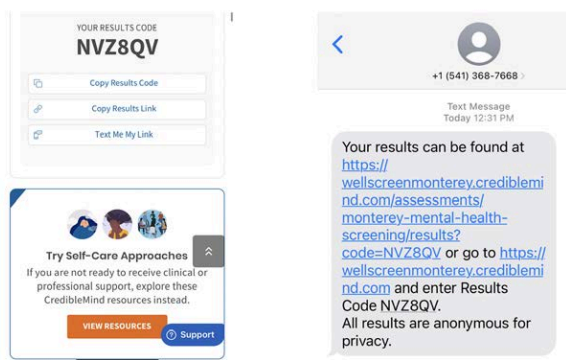 YOUR RESULTS CODE
NVZ8QV
Copy Results Code
Copy Results Link
Text Me My Link
Try Self-Care Approaches
If you are not ready to receive clinical or
professional support, explore these
CredibleMind resources instead.
VIEW RESOURCES
Support
+1 (541) 368-7668
Text Message
Today 12:31 PM
Your results can be found at
https://
wellscreenmonterey.crediblemi
nd.com/assessments/
monterey-mental-health-
screening/results?
code=NVZ8QV or go to https://
wellscreenmonterey.crediblemi
nd.com and enter Results
Code NVZ8QV.
All results are anonymous for
privacy.